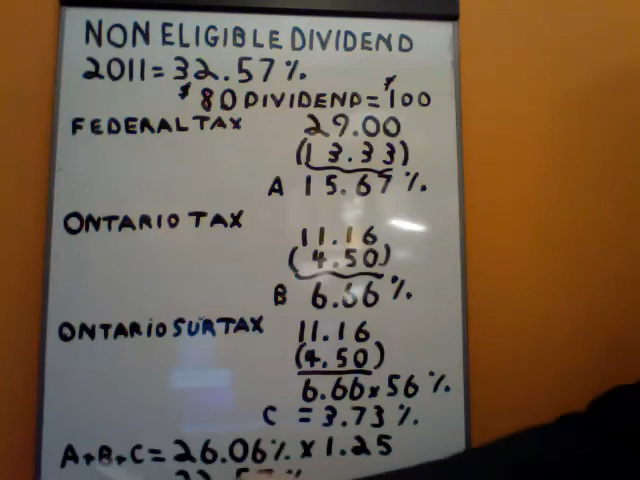 NON ELIGIBLE DIVIDEND
2011 = 32.57 %
$80 DIVIDEND = $100
FEDERAL TAX 29.00
(13.33)
A 15.67 %
ONTARIO TAX
11.16
(4.50)
B 6.66 %
ONTARIO SURTAX 11.16
(4.50)
6.66 x 56 %
C = 3.73 %
A+B+C = 26.06% x 1.25
32.57 %